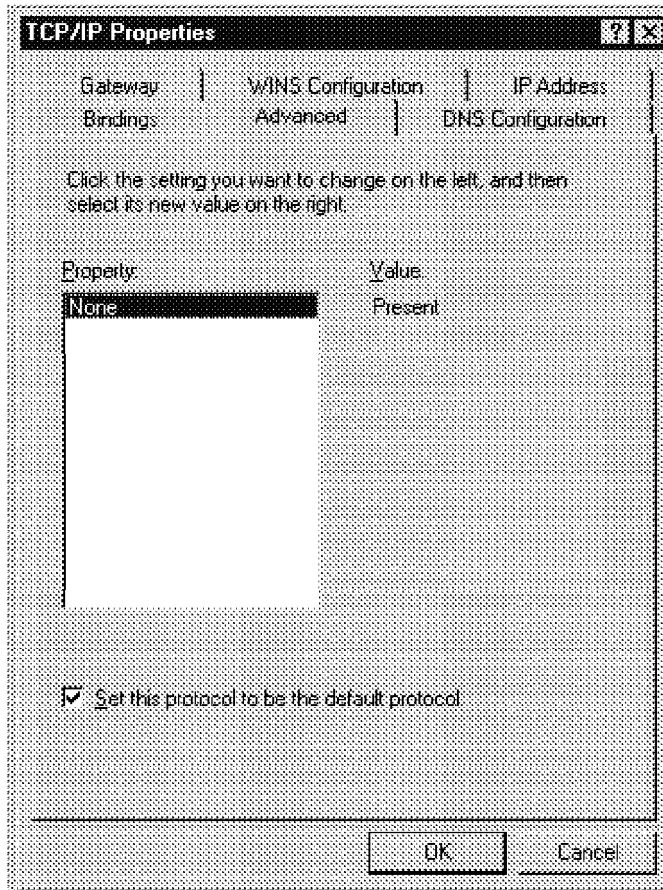 TCP/IP Properties
Gateway WINS Configuration IP Address
Bindings Advanced DNS Configuration
Click the setting you want to change on the left, and then
select its new value on the right.
Property: Value:
None Present
Set this protocol to be the default protocol
OK Cancel